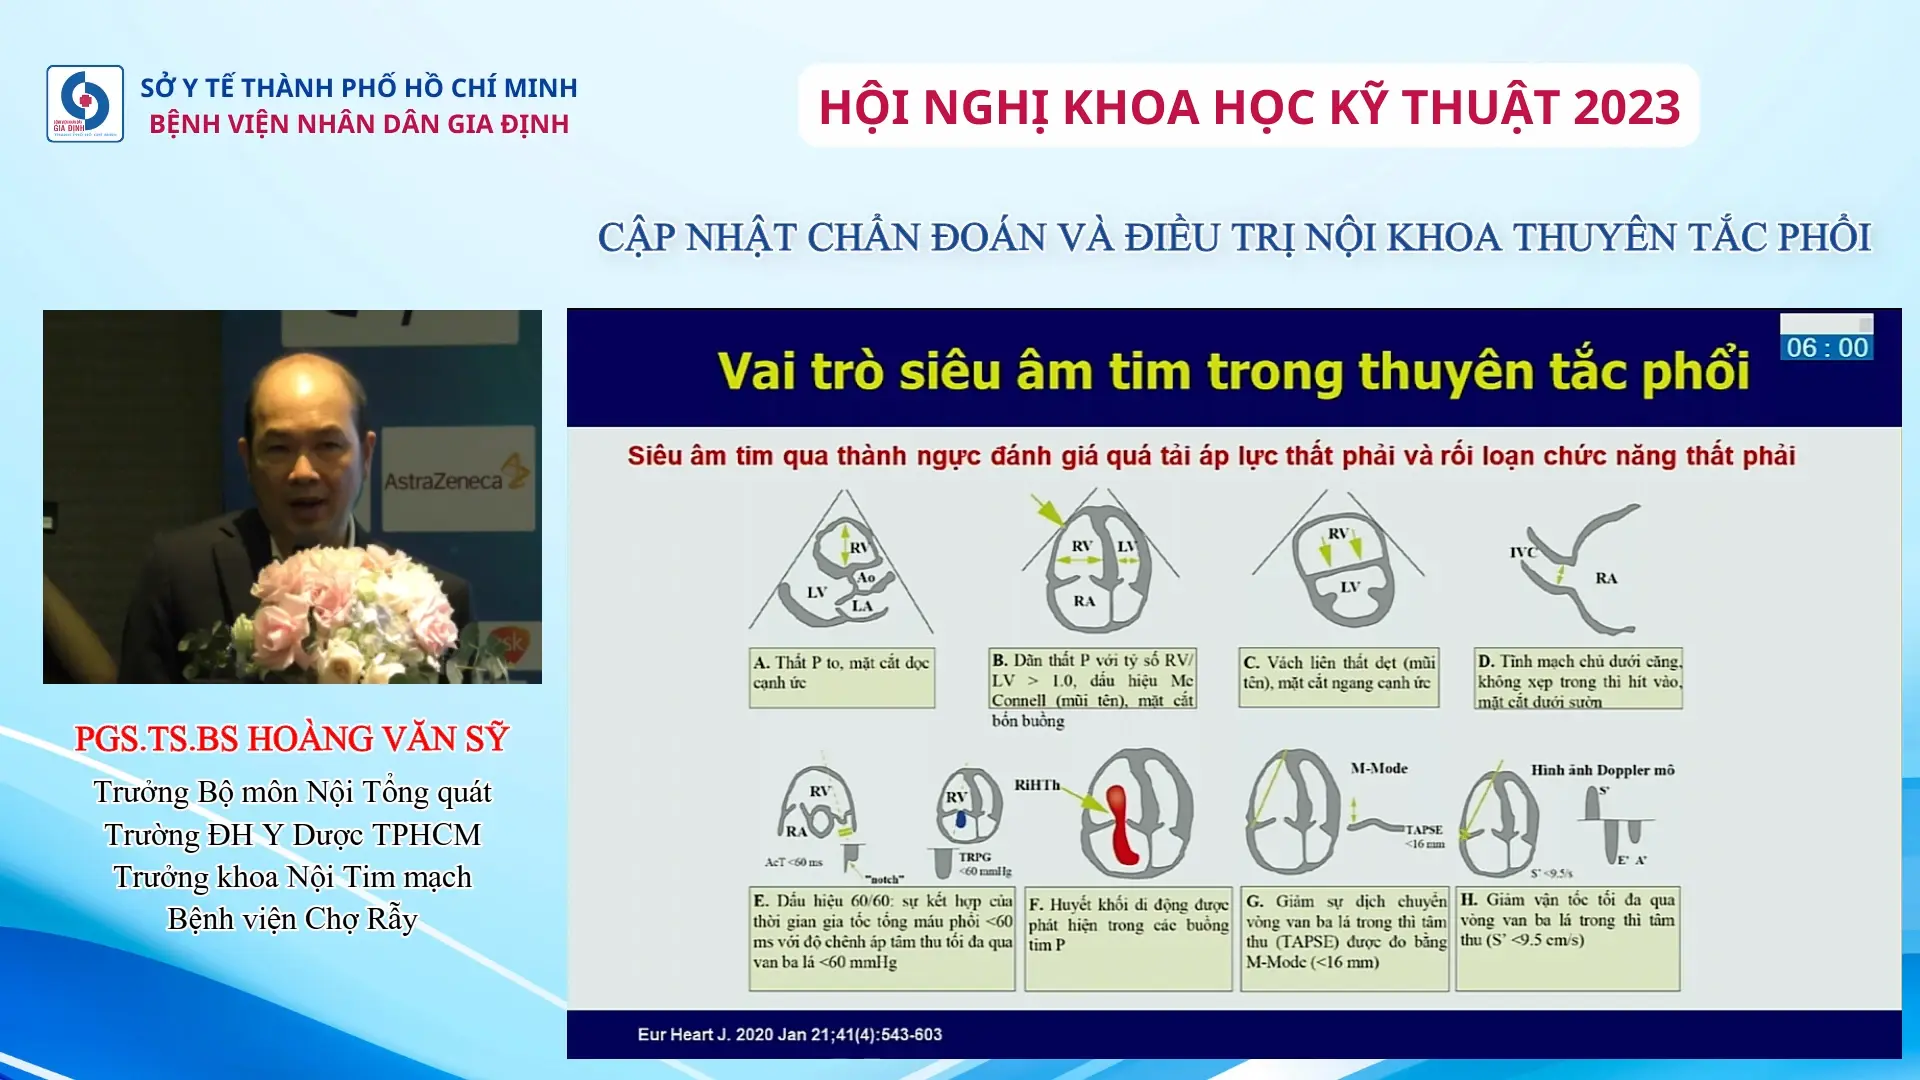 SỞ Y TẾ THÀNH PHỐ HỒ CHÍ MINH
BỆNH VIỆN NHÂN DÂN GIA ĐỊNH
HỘI NGHỊ KHOA HỌC KỸ THUẬT 2023
CẬP NHẬT CHẨN ĐOÁN VÀ ĐIỀU TRỊ NỘI KHOA THUYÊN TẮC PHỔI
AstraZeneca
PGS.TS.BS HOÀNG VĂN SỸ
Trưởng Bộ môn Nội Tổng quát
Trường ĐH Y Dược TPHCM
Trưởng khoa Nội Tim mạch
Bệnh viện Chợ Rẫy
Vai trò siêu âm tim trong thuyên tắc phổi
06 : 00
Siêu âm tim qua thành ngực đánh giá quá tải áp lực thất phải và rối loạn chức năng thất phải
RV
Ao
LV
LA
RV
LV
RA
RV
LV
IVC
RA
A. Thất P to, mặt cắt dọc
cạnh ức
B. Dãn thất P với tỷ số RV/
LV > 1.0, dấu hiệu Mc
Connell (mũi tên), mặt cắt
bốn buồng
C. Vách liên thất dẹt (mũi
tên), mặt cắt ngang cạnh ức
D. Tĩnh mạch chủ dưới căng,
không xẹp trong thì hít vào,
mặt cắt dưới sườn
RV
RA
AcT <60 ms
"notch"
RV
TRPG
<60 mmHg
RiHTh
M-Mode
TAPSE
<16 mm
Hình ảnh Doppler mô
S'
E' A'
S' <9.5/s
E. Dấu hiệu 60/60: sự kết hợp của
thời gian gia tốc tống máu phổi <60
ms với độ chênh áp tâm thu tối đa qua
van ba lá <60 mmHg
F. Huyết khối di động được
phát hiện trong các buồng
tim P
G. Giảm sự dịch chuyển
vòng van ba lá trong thì tâm
thu (TAPSE) được đo bằng
M-Mode (<16 mm)
H. Giảm vận tốc tối đa qua
vòng van ba lá trong thì tâm
thu (S' <9.5 cm/s)
Eur Heart J. 2020 Jan 21;41(4):543-603